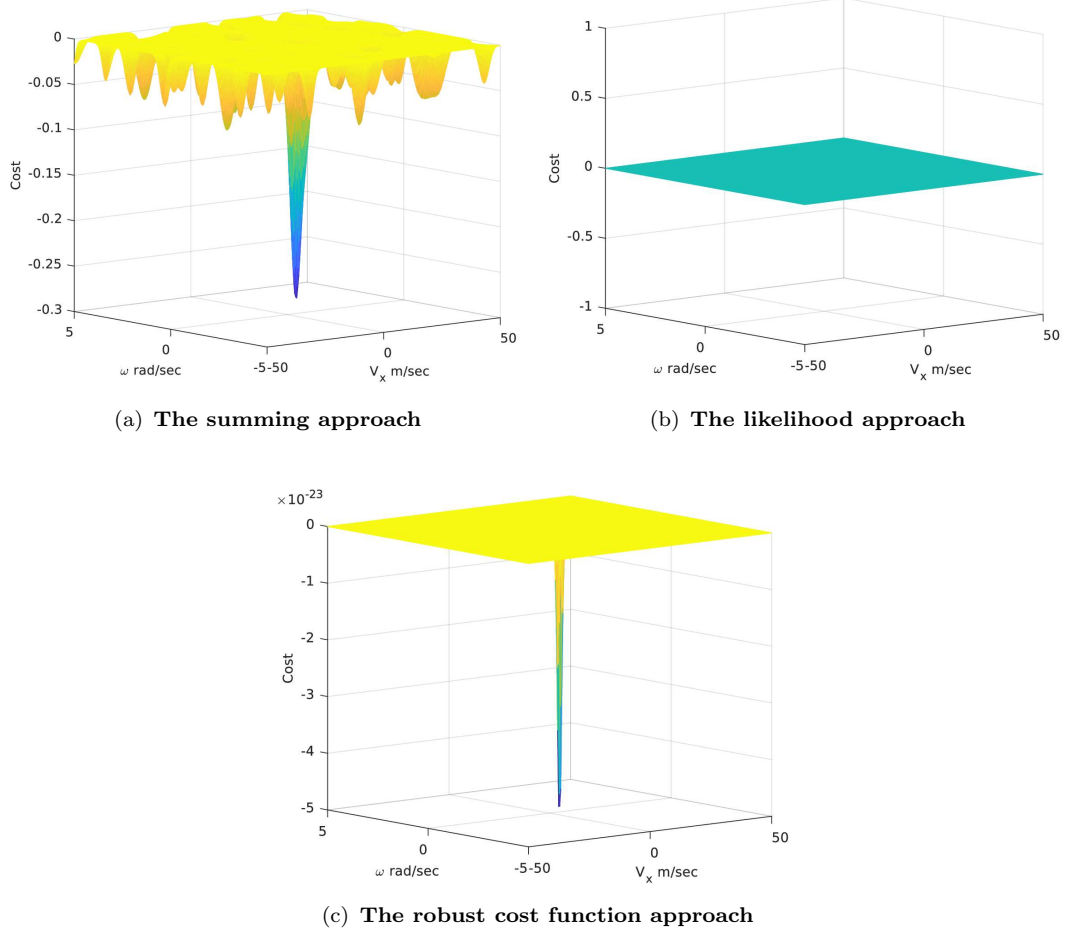 0
-0.05
-0.1
-0.15
-0.2
-0.25
-0.3
Cost
5
0
-5-50
0
50
ω rad/sec
V_x m/sec
(a) The summing approach
1
0.5
0
-0.5
-1
Cost
5
0
-5-50
0
50
ω rad/sec
V_x m/sec
(b) The likelihood approach
×10^-23
0
-1
-2
-3
-4
-5
Cost
5
0
-5-50
0
50
ω rad/sec
V_x m/sec
(c) The robust cost function approach